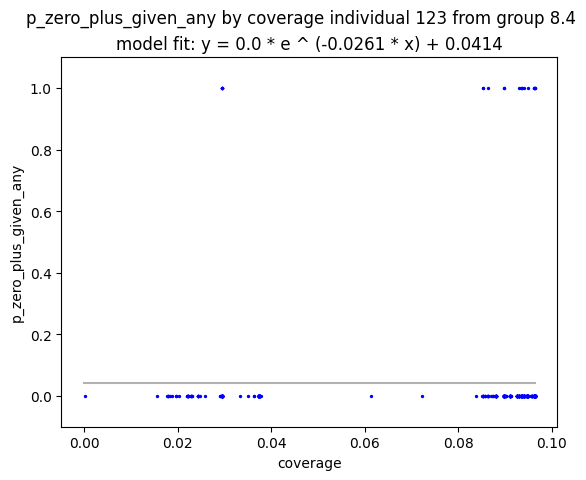 p_zero_plus_given_any by coverage individual 123 from group 8.4
model fit: y = 0.0 * e ^ (-0.0261 * x) + 0.0414
1.0
0.8
0.6
0.4
0.2
0.0
p_zero_plus_given_any
0.00 0.02 0.04 0.06 0.08 0.10
coverage